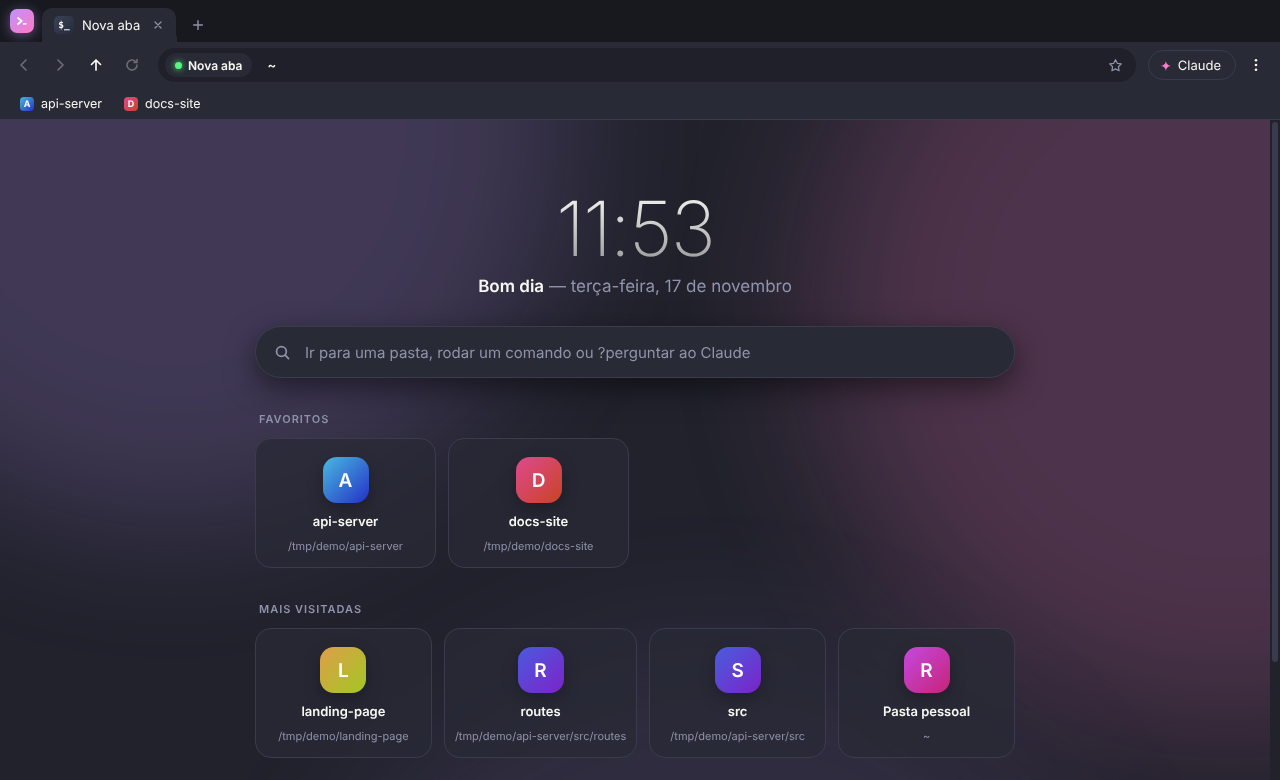 $_ Nova aba
Nova aba ~
Claude
A api-server D docs-site
11:53
Bom dia — terça-feira, 17 de novembro
Ir para uma pasta, rodar um comando ou ?perguntar ao Claude
FAVORITOS
A
api-server
/tmp/demo/api-server
D
docs-site
/tmp/demo/docs-site
MAIS VISITADAS
L
landing-page
/tmp/demo/landing-page
R
routes
/tmp/demo/api-server/src/routes
S
src
/tmp/demo/api-server/src
R
Pasta pessoal
~